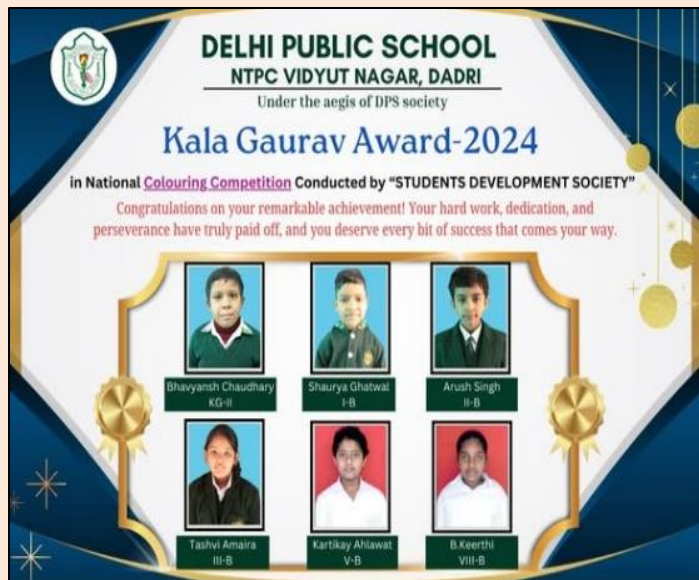 DELHI PUBLIC SCHOOL
NTPC VIDYUT NAGAR, DADRI
Under the aegis of DPS society
Kala Gaurav Award-2024
in National Colouring Competition Conducted by “STUDENTS DEVELOPMENT SOCIETY”
Congratulations on your remarkable achievement! Your hard work, dedication, and
perseverance have truly paid off, and you deserve every bit of success that comes your way.
Bhavyansh Chaudhary
KG-II
Shaurya Ghatwal
I-B
Arush Singh
II-B
Tashvi Amaira
III-B
Kartikay Ahlawat
V-B
B.Keerthi
VIII-B